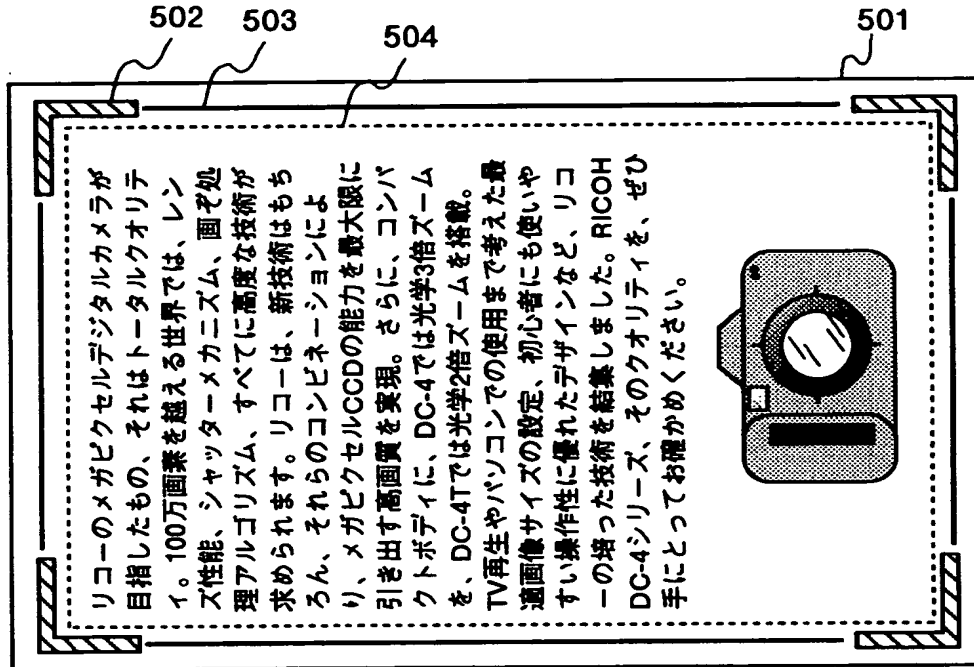 502
503
504
501
リコーのメガピクセルデジタルカメラが
目指したもの、それはトータルクオリテ
ィ。100万画素を越える世界では、レン
ズ性能、シャッターメカニズム、画ぞ処
理アルゴリズム、すべてに高度な技術が
求められます。リコーは、新技術はもち
ろん、それらのコンビネーションによ
り、メガピクセルCCDの能力を最大限に
引き出す高画質を実現。さらに、コンパ
クトボディに、DC-4では光学3倍ズーム
を、DC-4Tでは光学2倍ズームを搭載。
TV再生やパソコンでの使用まで考えた最
適画像サイズの設定、初心者にも使いや
すい操作性に優れたデザインなど、リコ
ーの培った技術を結集しました。RICOH
DC-4シリーズ、そのクオリティを、ぜひ
手にとってお確かめください。